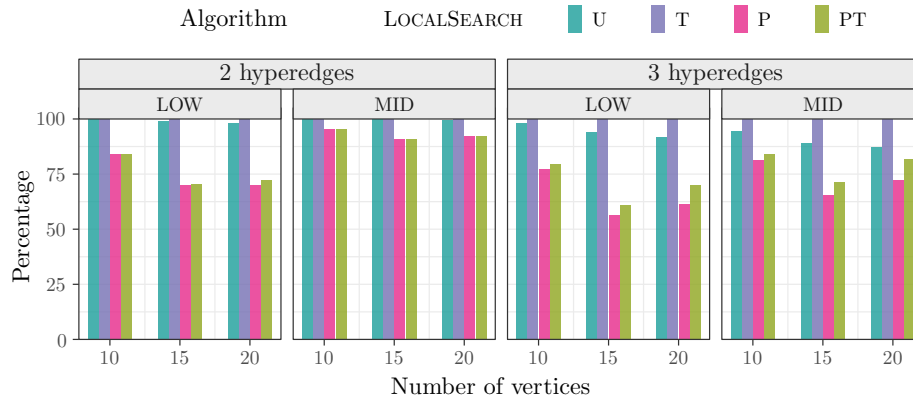 Algorithm LOCALSEARCH U T P PT
2 hyperedges 3 hyperedges
LOW MID LOW MID
100
75
50
25
0
Percentage
10 15 20 10 15 20 10 15 20 10 15 20
Number of vertices